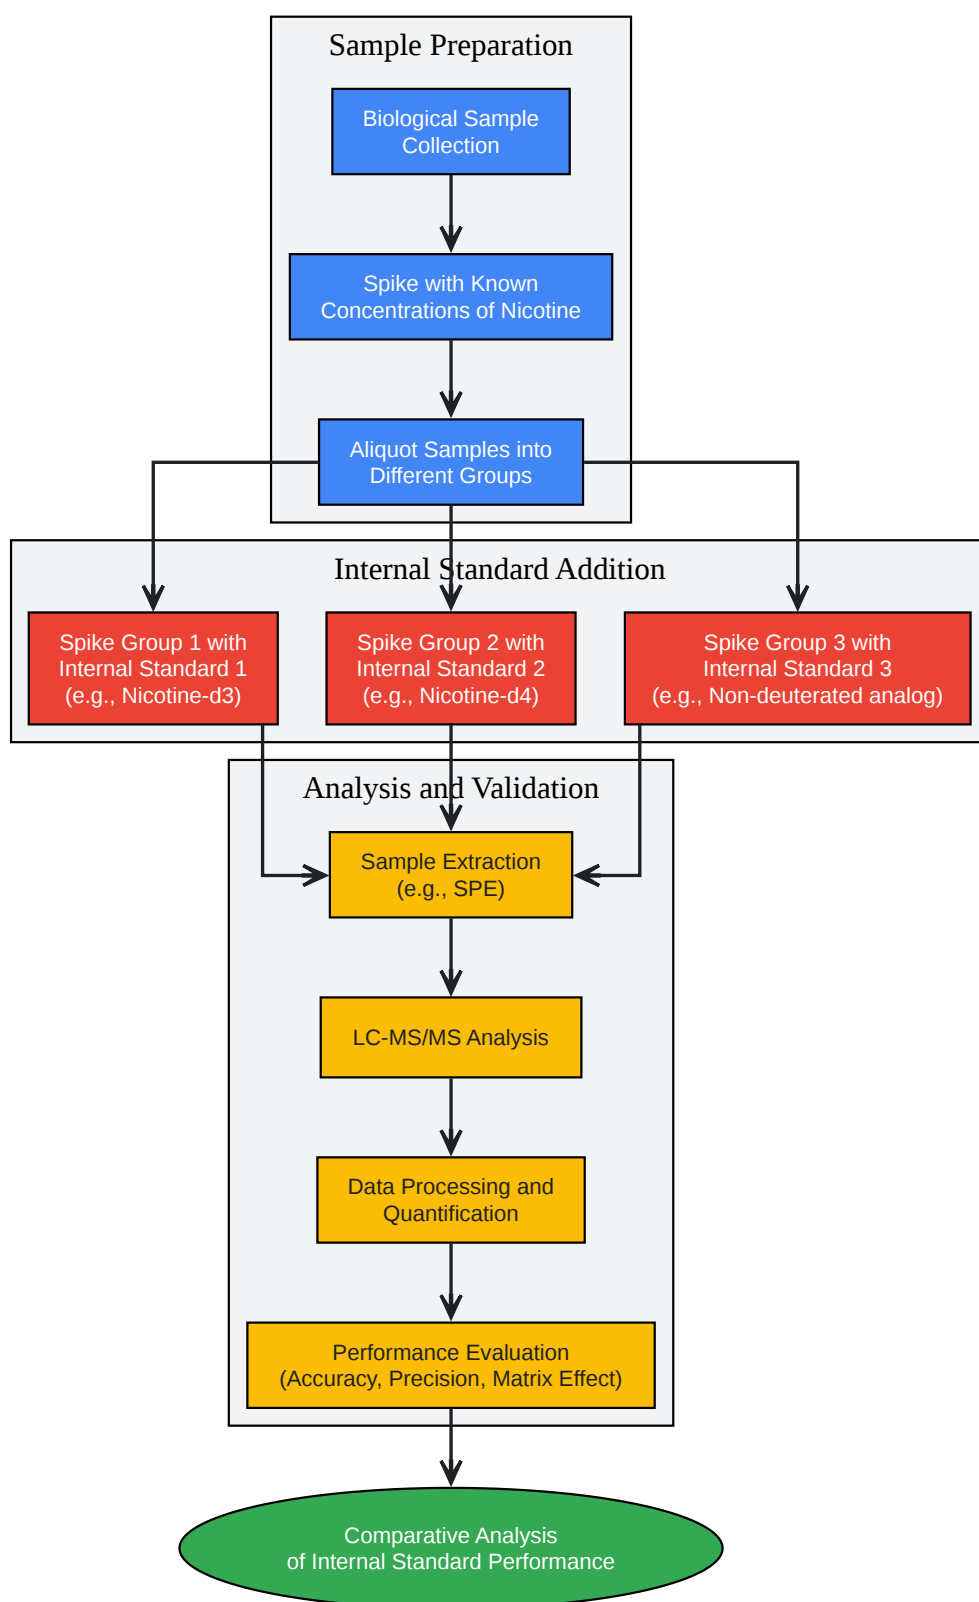 Sample Preparation
Biological Sample
Collection
Spike with Known
Concentrations of Nicotine
Aliquot Samples into
Different Groups
Internal Standard Addition
Spike Group 1 with
Internal Standard 1
(e.g., Nicotine-d3)
Spike Group 2 with
Internal Standard 2
(e.g., Nicotine-d4)
Spike Group 3 with
Internal Standard 3
(e.g., Non-deuterated analog)
Analysis and Validation
Sample Extraction
(e.g., SPE)
LC-MS/MS Analysis
Data Processing and
Quantification
Performance Evaluation
(Accuracy, Precision, Matrix Effect)
Comparative Analysis
of Internal Standard Performance